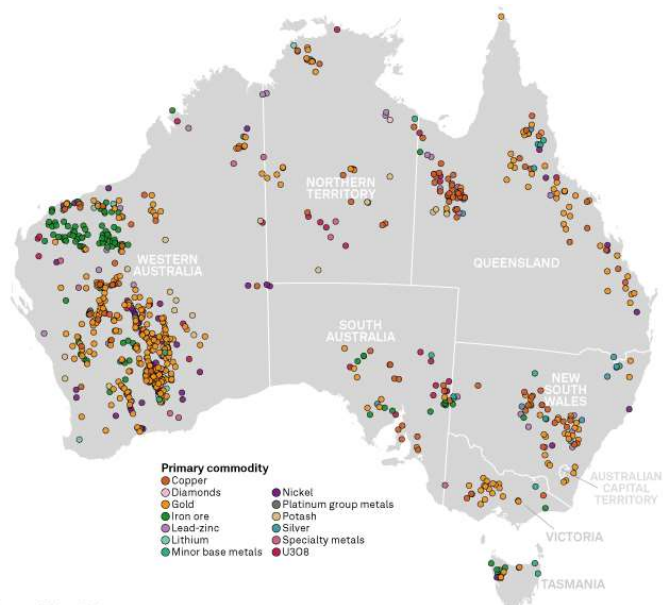 NORTHERN
TERRITORY
WESTERN
AUSTRALIA
QUEENSLAND
SOUTH
AUSTRALIA
NEW
SOUTH
WALES
AUSTRALIAN
CAPITAL
TERRITORY
VICTORIA
TASMANIA
Primary commodity
Copper
Diamonds
Gold
Iron ore
Lead-zinc
Lithium
Minor base metals
Nickel
Platinum group metals
Potash
Silver
Specialty metals
U3O8